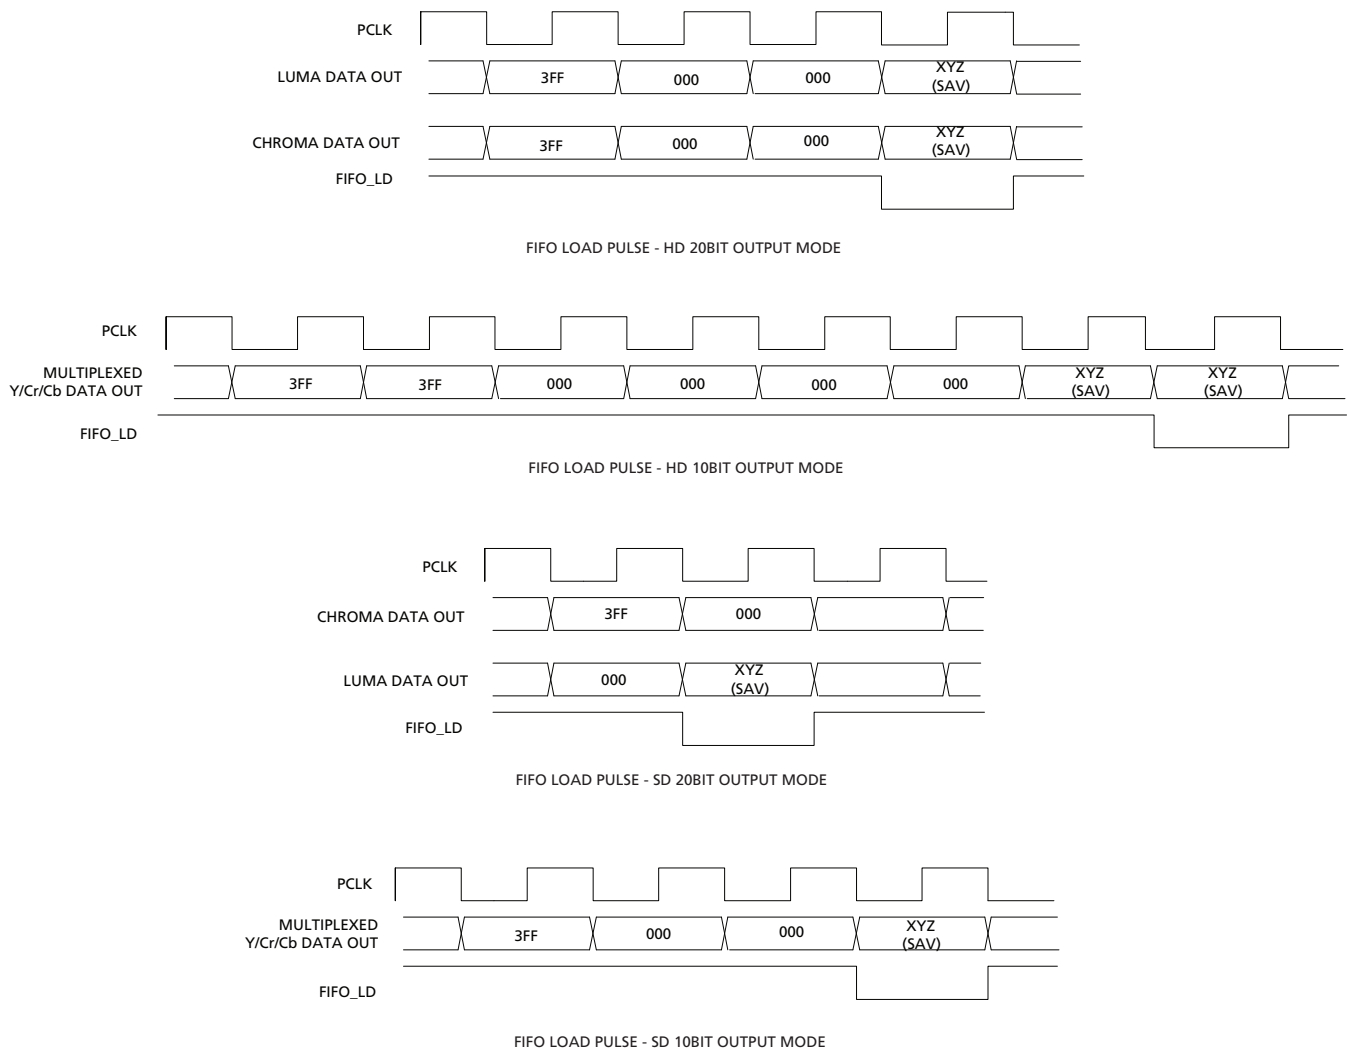 PCLK
LUMA DATA OUT
3FF 000 000 XYZ (SAV)
CHROMA DATA OUT
3FF 000 000 XYZ (SAV)
FIFO_LD
FIFO LOAD PULSE - HD 20BIT OUTPUT MODE
PCLK
MULTIPLEXED
Y/Cr/Cb DATA OUT
3FF 3FF 000 000 000 000 XYZ (SAV) XYZ (SAV)
FIFO_LD
FIFO LOAD PULSE - HD 10BIT OUTPUT MODE
PCLK
CHROMA DATA OUT
3FF 000
LUMA DATA OUT
000 XYZ (SAV)
FIFO_LD
FIFO LOAD PULSE - SD 20BIT OUTPUT MODE
PCLK
MULTIPLEXED
Y/Cr/Cb DATA OUT
3FF 000 000 XYZ (SAV)
FIFO_LD
FIFO LOAD PULSE - SD 10BIT OUTPUT MODE